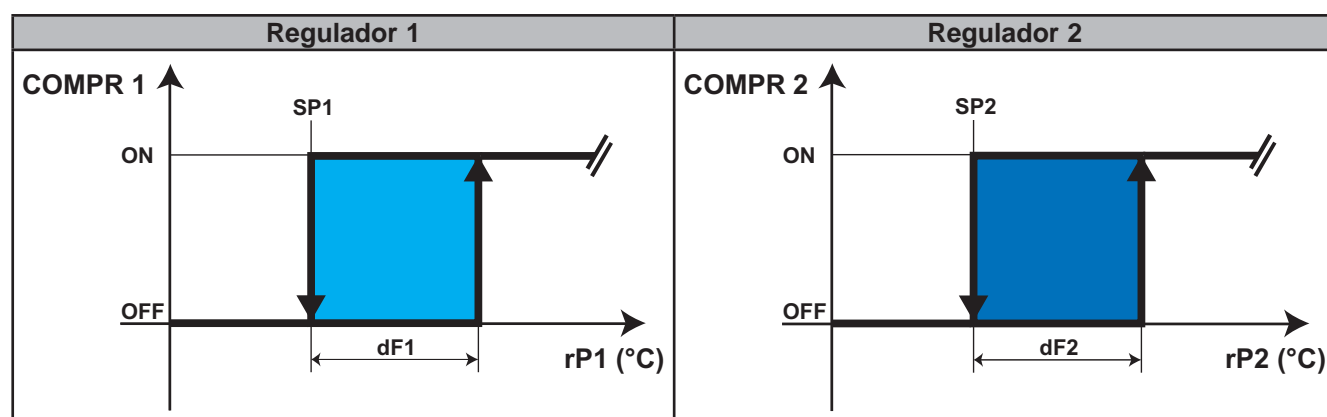 Regulador 1
COMPR 1
SP1
ON
OFF
dF1
rP1 (°C)
Regulador 2
COMPR 2
SP2
ON
OFF
dF2
rP2 (°C)